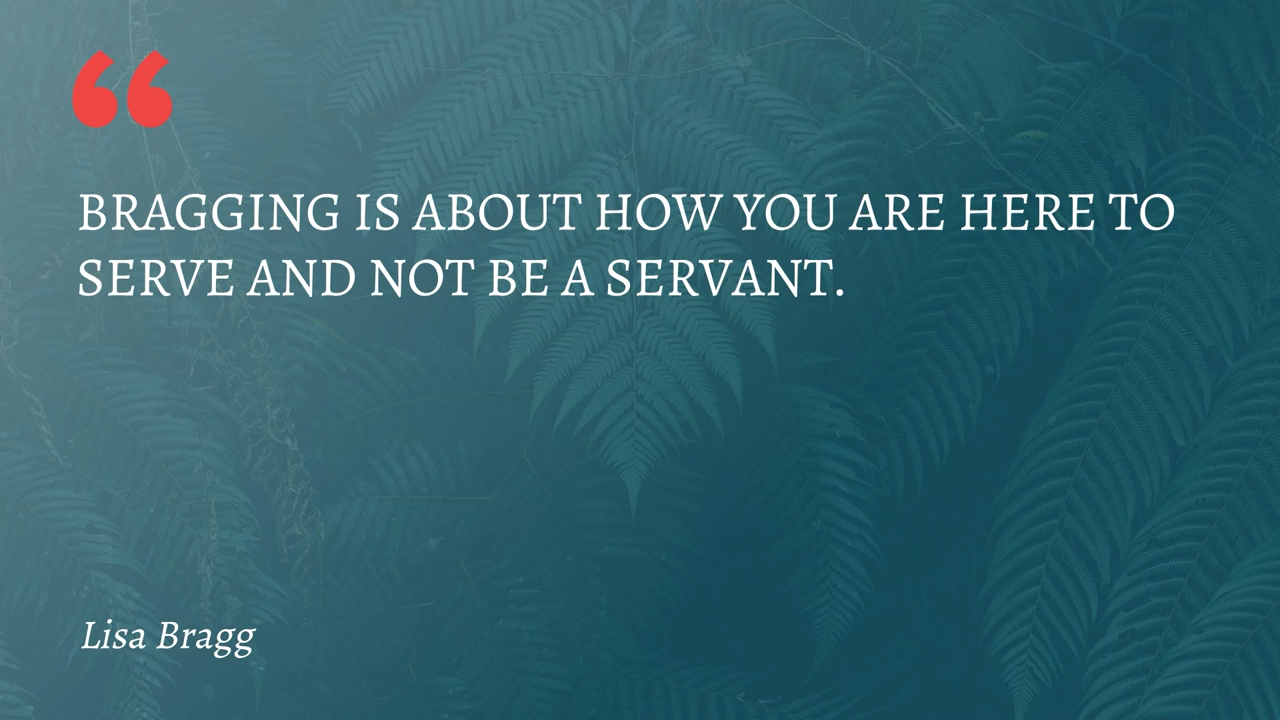 “
BRAGGING IS ABOUT HOW YOU ARE HERE TO
SERVE AND NOT BE A SERVANT.
Lisa Bragg